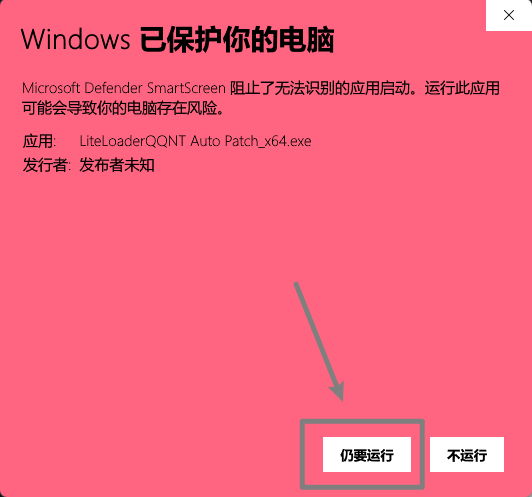 Windows 已保护你的电脑
Microsoft Defender SmartScreen 阻止了无法识别的应用启动。运行此应用
可能会导致你的电脑存在风险。
应用: LiteLoaderQQNT Auto Patch_x64.exe
发行者: 发布者未知
仍要运行 不运行